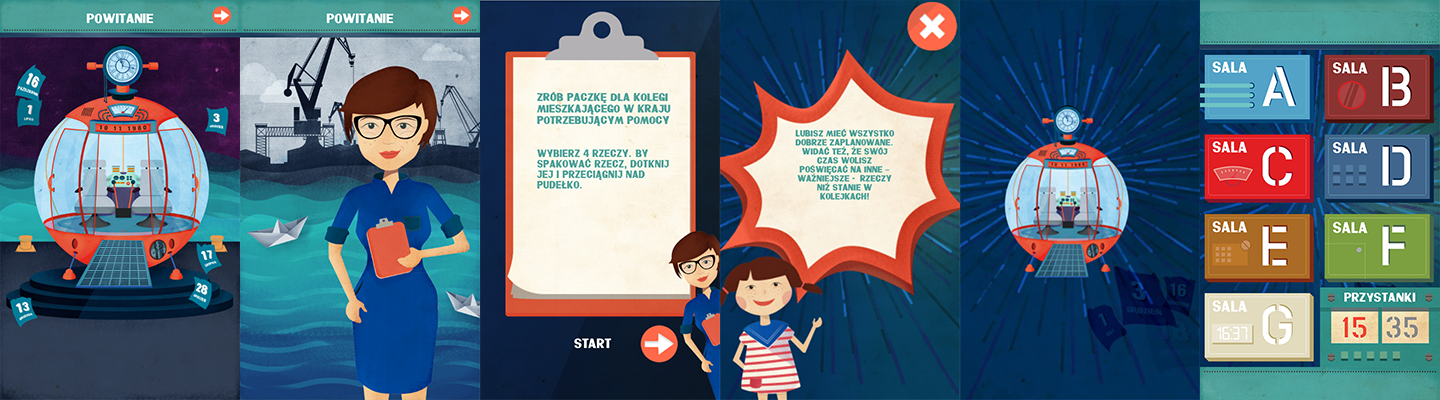 POWITANIE
16
PAŹDZIERNIK
1
LIPIEC
3
16 11 1980
17
28
13
POWITANIE
ZRÓB PACZKĘ DLA KOLEGI
MIESZKAJĄCEGO W KRAJU
POTRZEBUJĄCYM POMOCY
WYBIERZ 4 RZECZY. BY
SPAKOWAĆ RZECZ, DOTKNIJ
JEJ I PRZECIĄGNIJ NAD
PUDEŁKO.
START
LUBISZ MIEĆ WSZYSTKO
DOBRZE ZAPLANOWANE.
WIDAĆ TEŻ, ŻE SWÓJ
CZAS WOLISZ
POŚWIĘCAĆ NA INNE –
WAŻNIEJSZE - RZECZY
NIŻ STANIE W
KOLEJKACH!
3
16
1
SALA A
SALA B
SALA C
SALA D
SALA E
SALA F
SALA G
16:37
PRZYSTANKI
15 35